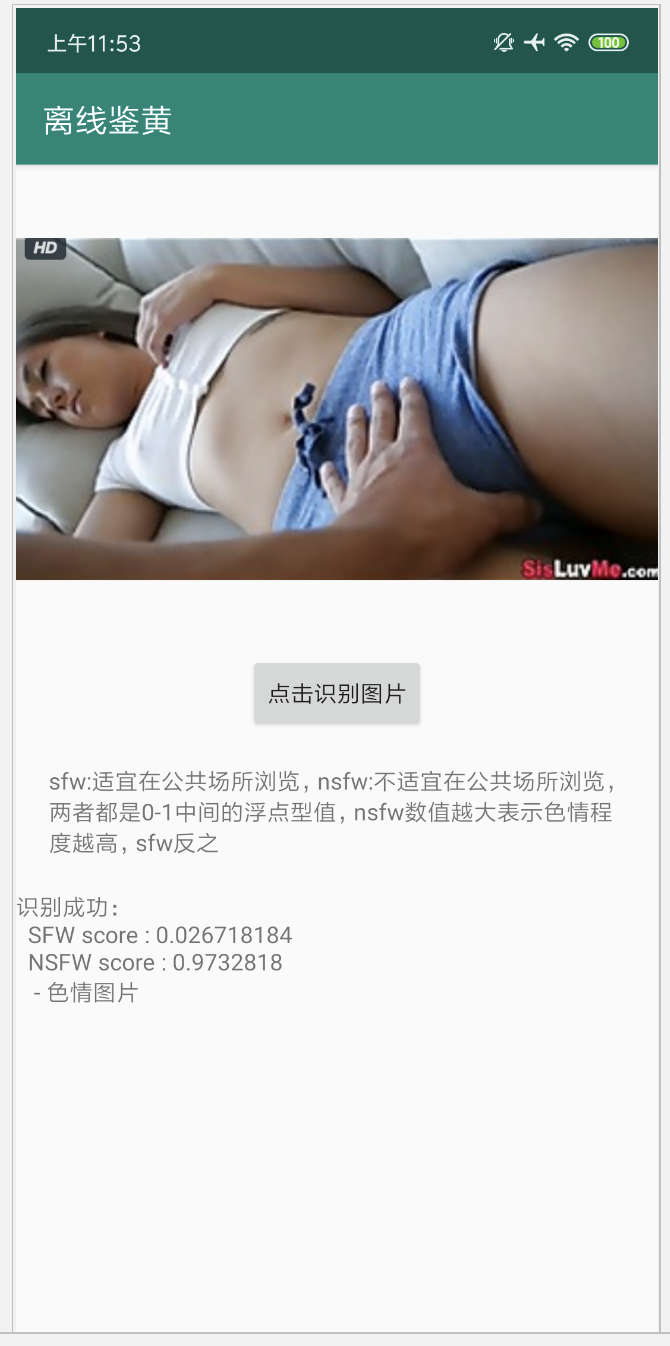 上午11:53
100
离线鉴黄
HD
SisLuvMe.com
点击识别图片
sfw:适宜在公共场所浏览, nsfw:不适宜在公共场所浏览,
两者都是0-1中间的浮点型值, nsfw数值越大表示色情程
度越高, sfw反之
识别成功:
SFW score : 0.026718184
NSFW score : 0.9732818
- 色情图片